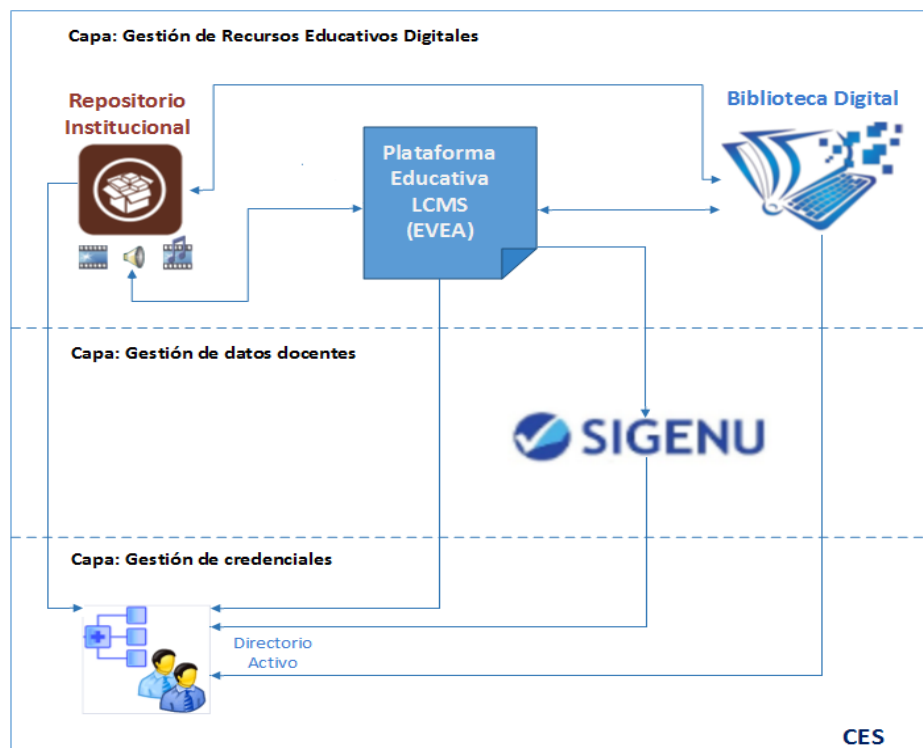 Capa: Gestión de Recursos Educativos Digitales
Repositorio
Institucional
Biblioteca Digital
Plataforma
Educativa
LCMS
(EVEA)
Capa: Gestión de datos docentes
SIGENU
Capa: Gestión de credenciales
Directorio
Activo
CES